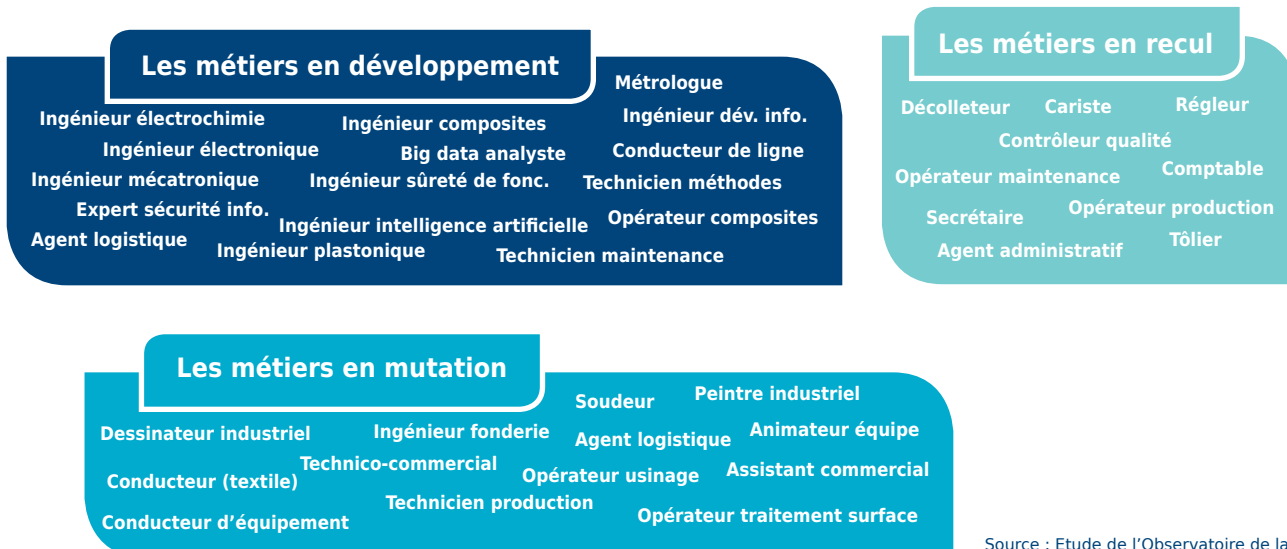 Les métiers en développement
Métrologue
Ingénieur électrochimie
Ingénieur composites
Ingénieur dév. info.
Ingénieur électronique
Big data analyste
Conducteur de ligne
Ingénieur mécatronique
Ingénieur sûreté de fonc.
Technicien méthodes
Expert sécurité info.
Ingénieur intelligence artificielle
Opérateur composites
Agent logistique
Ingénieur plastonique
Technicien maintenance
Les métiers en recul
Décolleteur
Cariste
Régleur
Contrôleur qualité
Opérateur maintenance
Comptable
Secrétaire
Opérateur production
Agent administratif
Tôlier
Les métiers en mutation
Soudeur
Peintre industriel
Dessinateur industriel
Ingénieur fonderie
Agent logistique
Animateur équipe
Technico-commercial
Conducteur (textile)
Opérateur usinage
Assistant commercial
Technicien production
Conducteur d’équipement
Opérateur traitement surface
Source : Etude de l’Observatoire de la